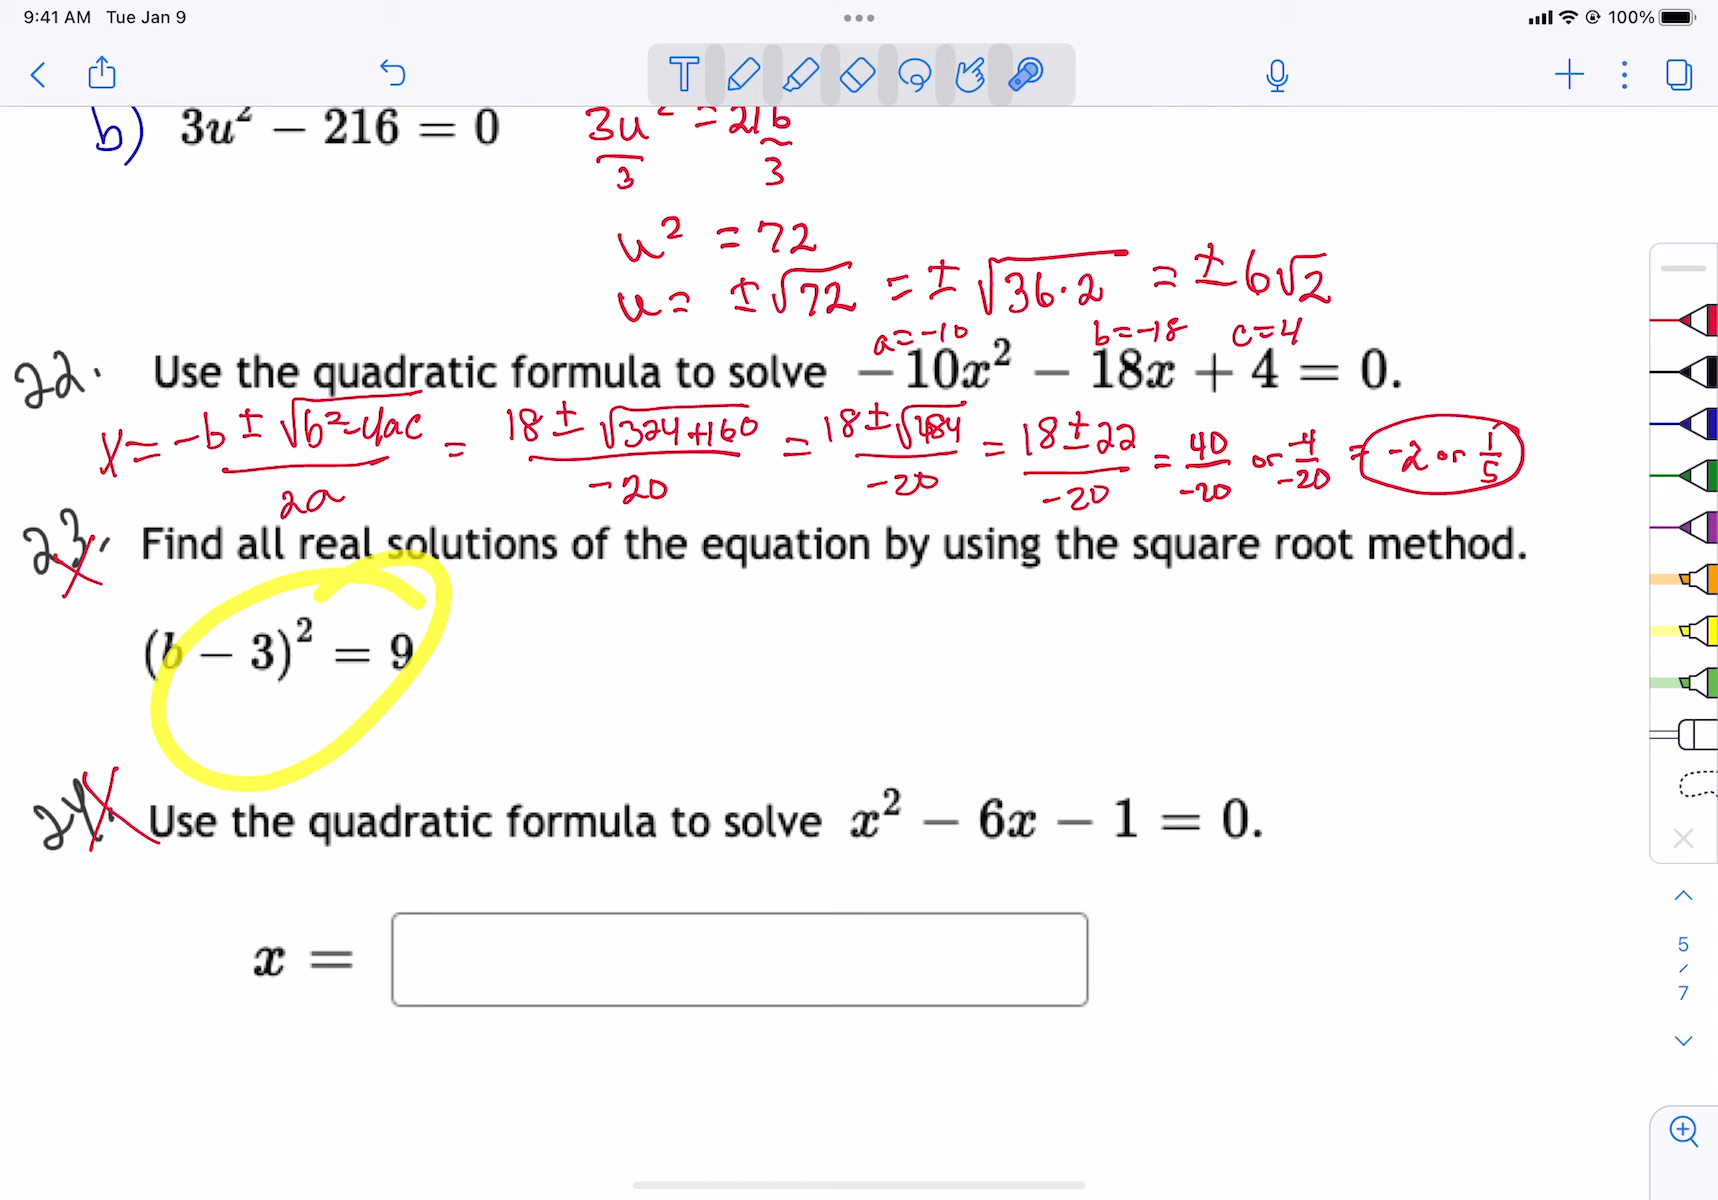 9:41 AM Tue Jan 9
100%
b) 3u² − 216 = 0
3u² = 216
3 3
u² = 72
u = ±√72 = ±√36·2 = ±6√2
a=-10 b=-18 c=4
22. Use the quadratic formula to solve −10x² − 18x + 4 = 0.
x = -b ± √b²-4ac / 2a = 18 ± √324+160 / -20 = 18 ± √484 / -20 = 18 ± 22 / -20 = 40 / -20 or -4 / -20 = -2 or 1/5
23. Find all real solutions of the equation by using the square root method.
(b − 3)² = 9
24. Use the quadratic formula to solve x² − 6x − 1 = 0.
x =
5
/
7